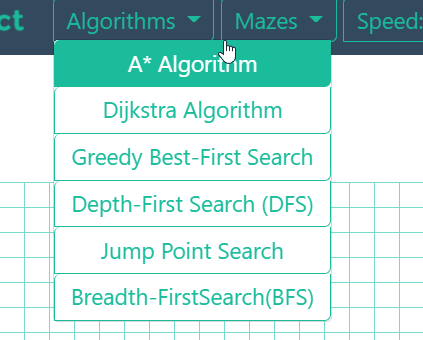 ct Algorithms Mazes Speed:
A* Algorithm
Dijkstra Algorithm
Greedy Best-First Search
Depth-First Search (DFS)
Jump Point Search
Breadth-FirstSearch(BFS)